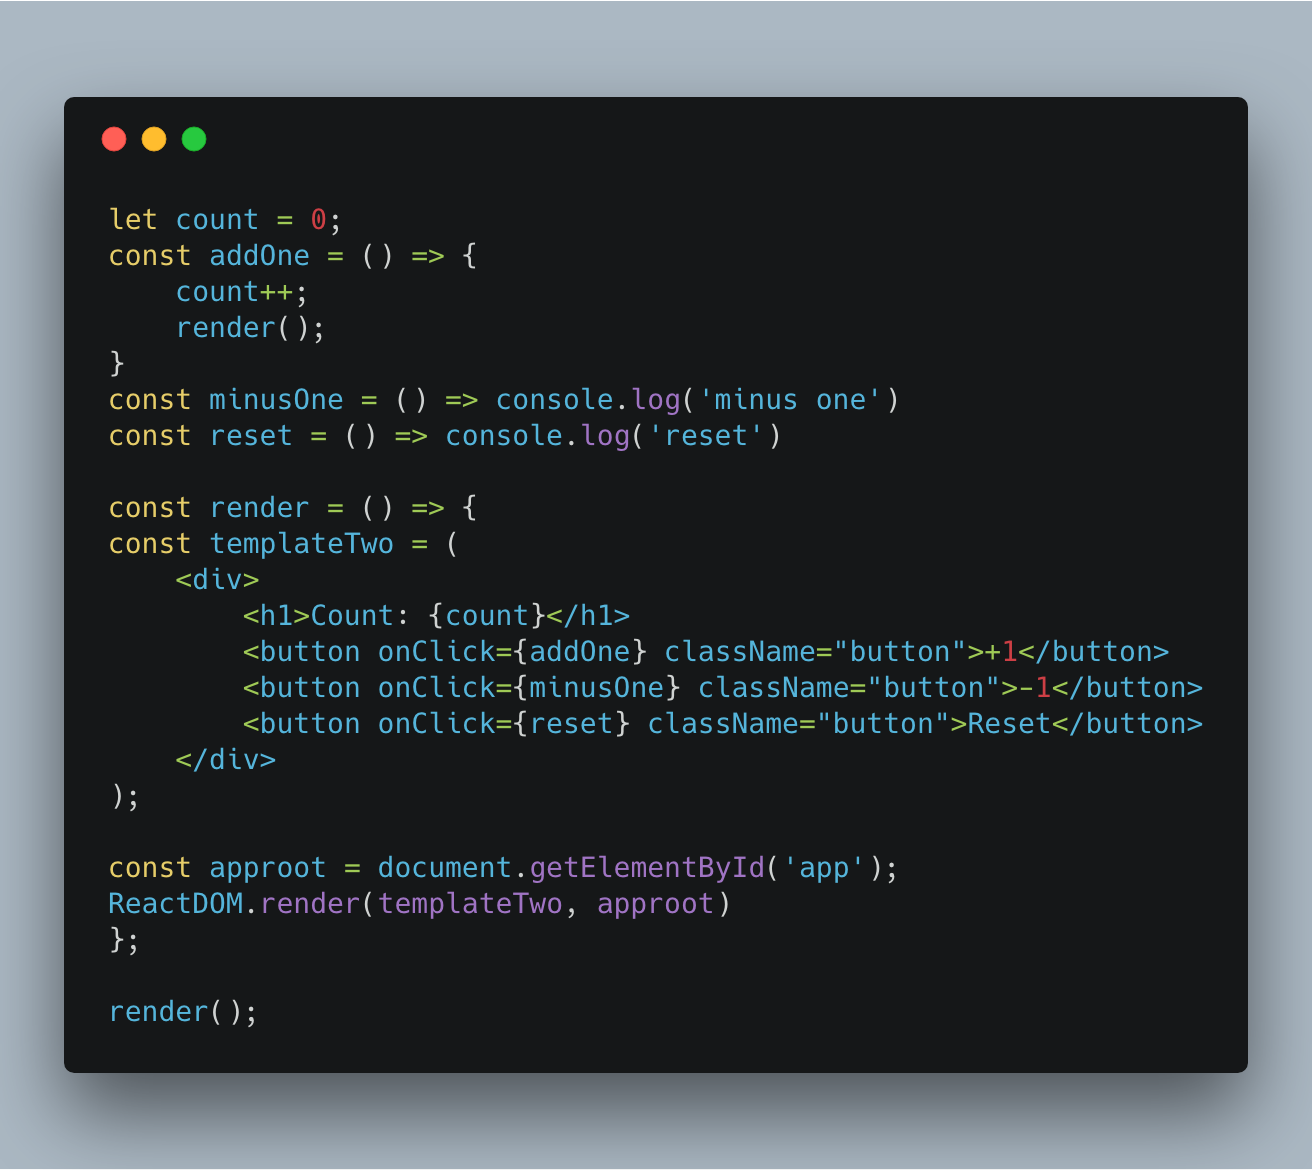 let count = 0;
const addOne = () => {
    count++;
    render();
}
const minusOne = () => console.log('minus one')
const reset = () => console.log('reset')

const render = () => {
const templateTwo = (
    <div>
        <h1>Count: {count}</h1>
        <button onClick={addOne} className="button">+1</button>
        <button onClick={minusOne} className="button">-1</button>
        <button onClick={reset} className="button">Reset</button>
    </div>
);

const approot = document.getElementById('app');
ReactDOM.render(templateTwo, approot)
};

render();